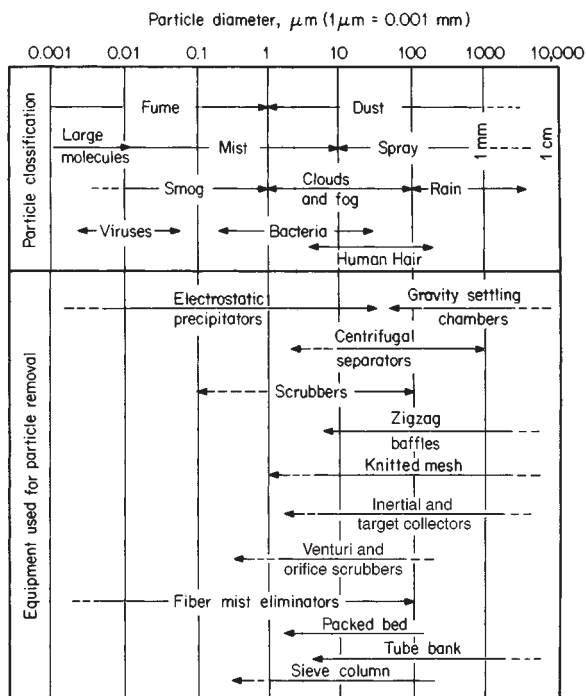 Particle diameter, μm (1μm = 0.001 mm)
0.001 0.01 0.1 1 10 100 1000 10,000
Particle classification
Fume Dust
Large
molecules
Mist Spray
1 mm
1 cm
Smog Clouds
and fog
Rain
Viruses Bacteria
Human Hair
Equipment used for particle removal
Electrostatic
precipitators
Gravity settling
chambers
Centrifugal
separators
Scrubbers
Zigzag
baffles
Knitted mesh
Inertial and
target collectors
Venturi and
orifice scrubbers
Fiber mist eliminators
Packed bed
Tube bank
Sieve column